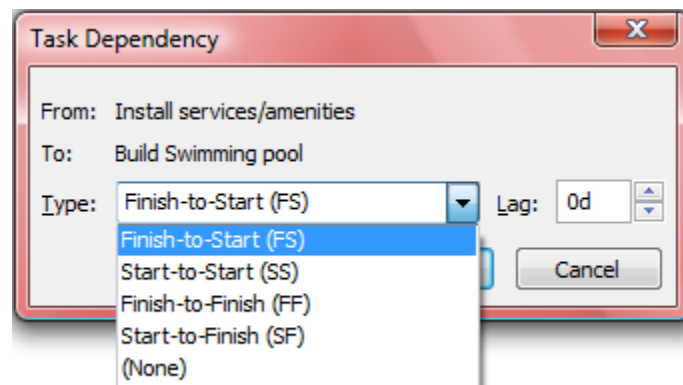 Task Dependency
From: Install services/amenities
To: Build Swimming pool
Type: Finish-to-Start (FS) Lag: 0d
Finish-to-Start (FS)
Start-to-Start (SS)
Finish-to-Finish (FF)
Start-to-Finish (SF)
(None)
Cancel